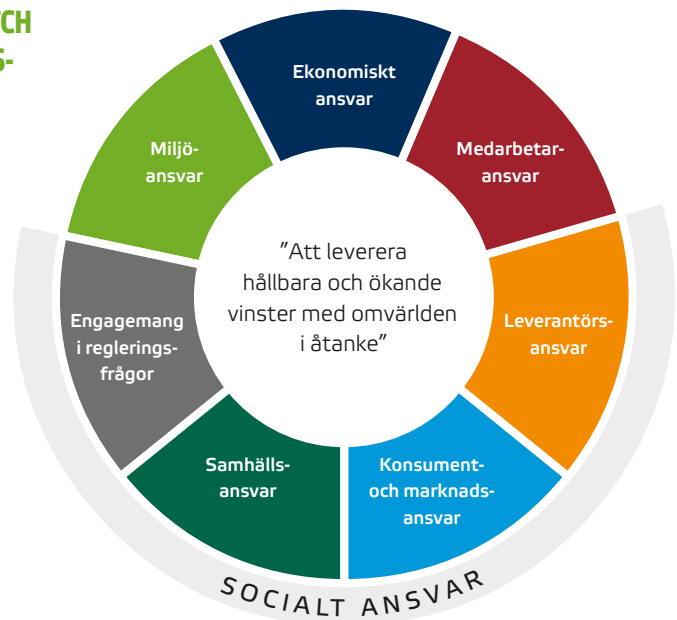 Ekonomiskt
ansvar
Medarbetar-
ansvar
Leverantörs-
ansvar
Konsument-
och marknads-
ansvar
Samhälls-
ansvar
Engagemang
i reglerings-
frågor
Miljö-
ansvar
”Att leverera
hållbara och ökande
vinster med omvärlden
i åtanke”
SOCIALT ANSVAR